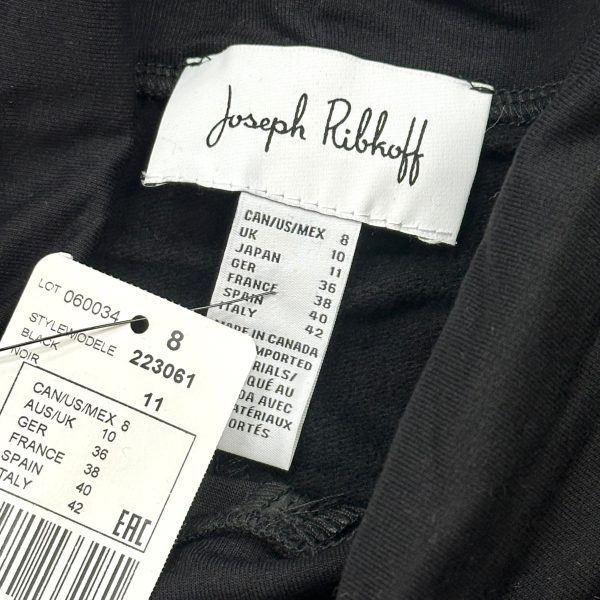 Joseph Ribkoff
CAN/US/MEX 8
UK 10
JAPAN 11
GER 36
FRANCE 38
SPAIN 40
ITALY 42
MADE IN CANADA
IMPORTED
RIALS/
QUÉ AU
DA AVEC
MATÉRIAUX
ORTÉS
LOT 060034
8
STYLE/MODELE 223061
BLACK 11
NOIR
CAN/US/MEX 8
AUS/UK 10
GER 36
FRANCE 38
SPAIN 40
ITALY 42
EAC